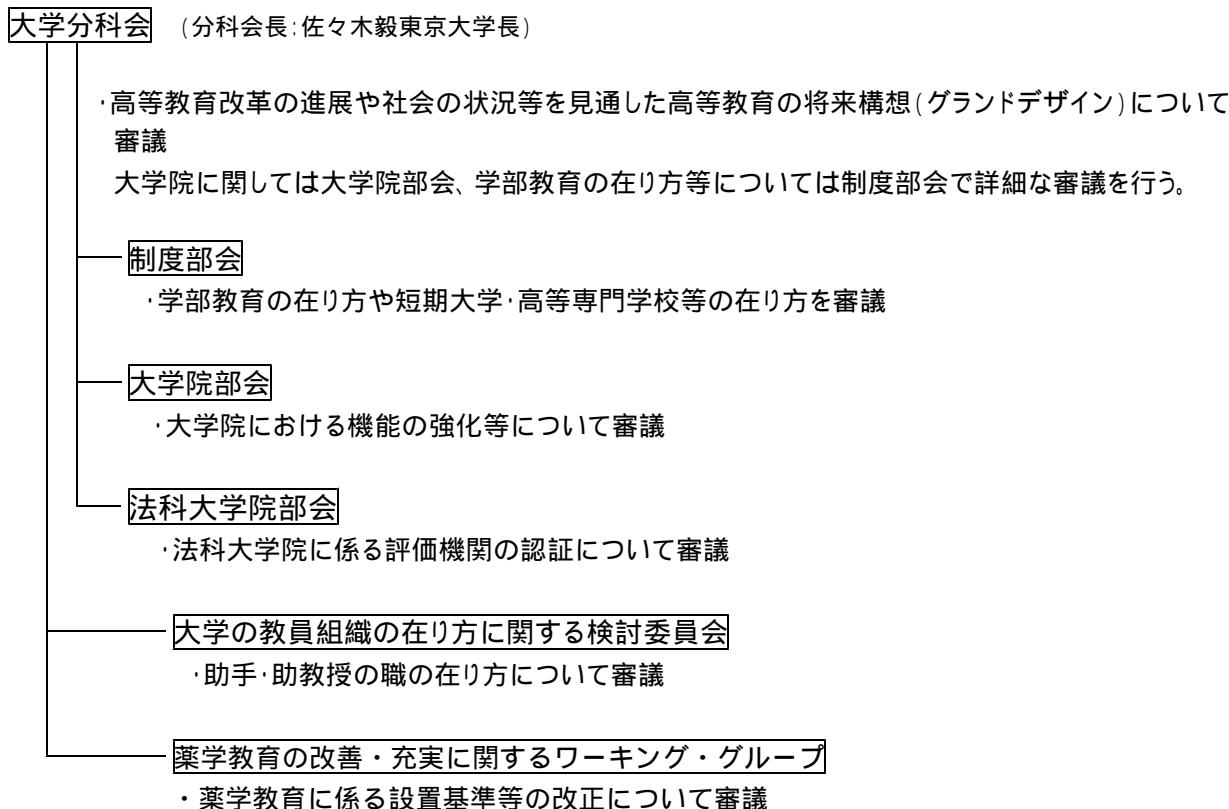 大学分科会 (分科会長:佐々木毅東京大学長)
・高等教育改革の進展や社会の状況等を見通した高等教育の将来構想(グランドデザイン)について
審議
大学院に関しては大学院部会、学部教育の在り方等については制度部会で詳細な審議を行う。
制度部会
・学部教育の在り方や短期大学・高等専門学校等の在り方を審議
大学院部会
・大学院における機能の強化等について審議
法科大学院部会
・法科大学院に係る評価機関の認証について審議
大学の教員組織の在り方に関する検討委員会
・助手・助教授の職の在り方について審議
薬学教育の改善・充実に関するワーキング・グループ
・薬学教育に係る設置基準等の改正について審議